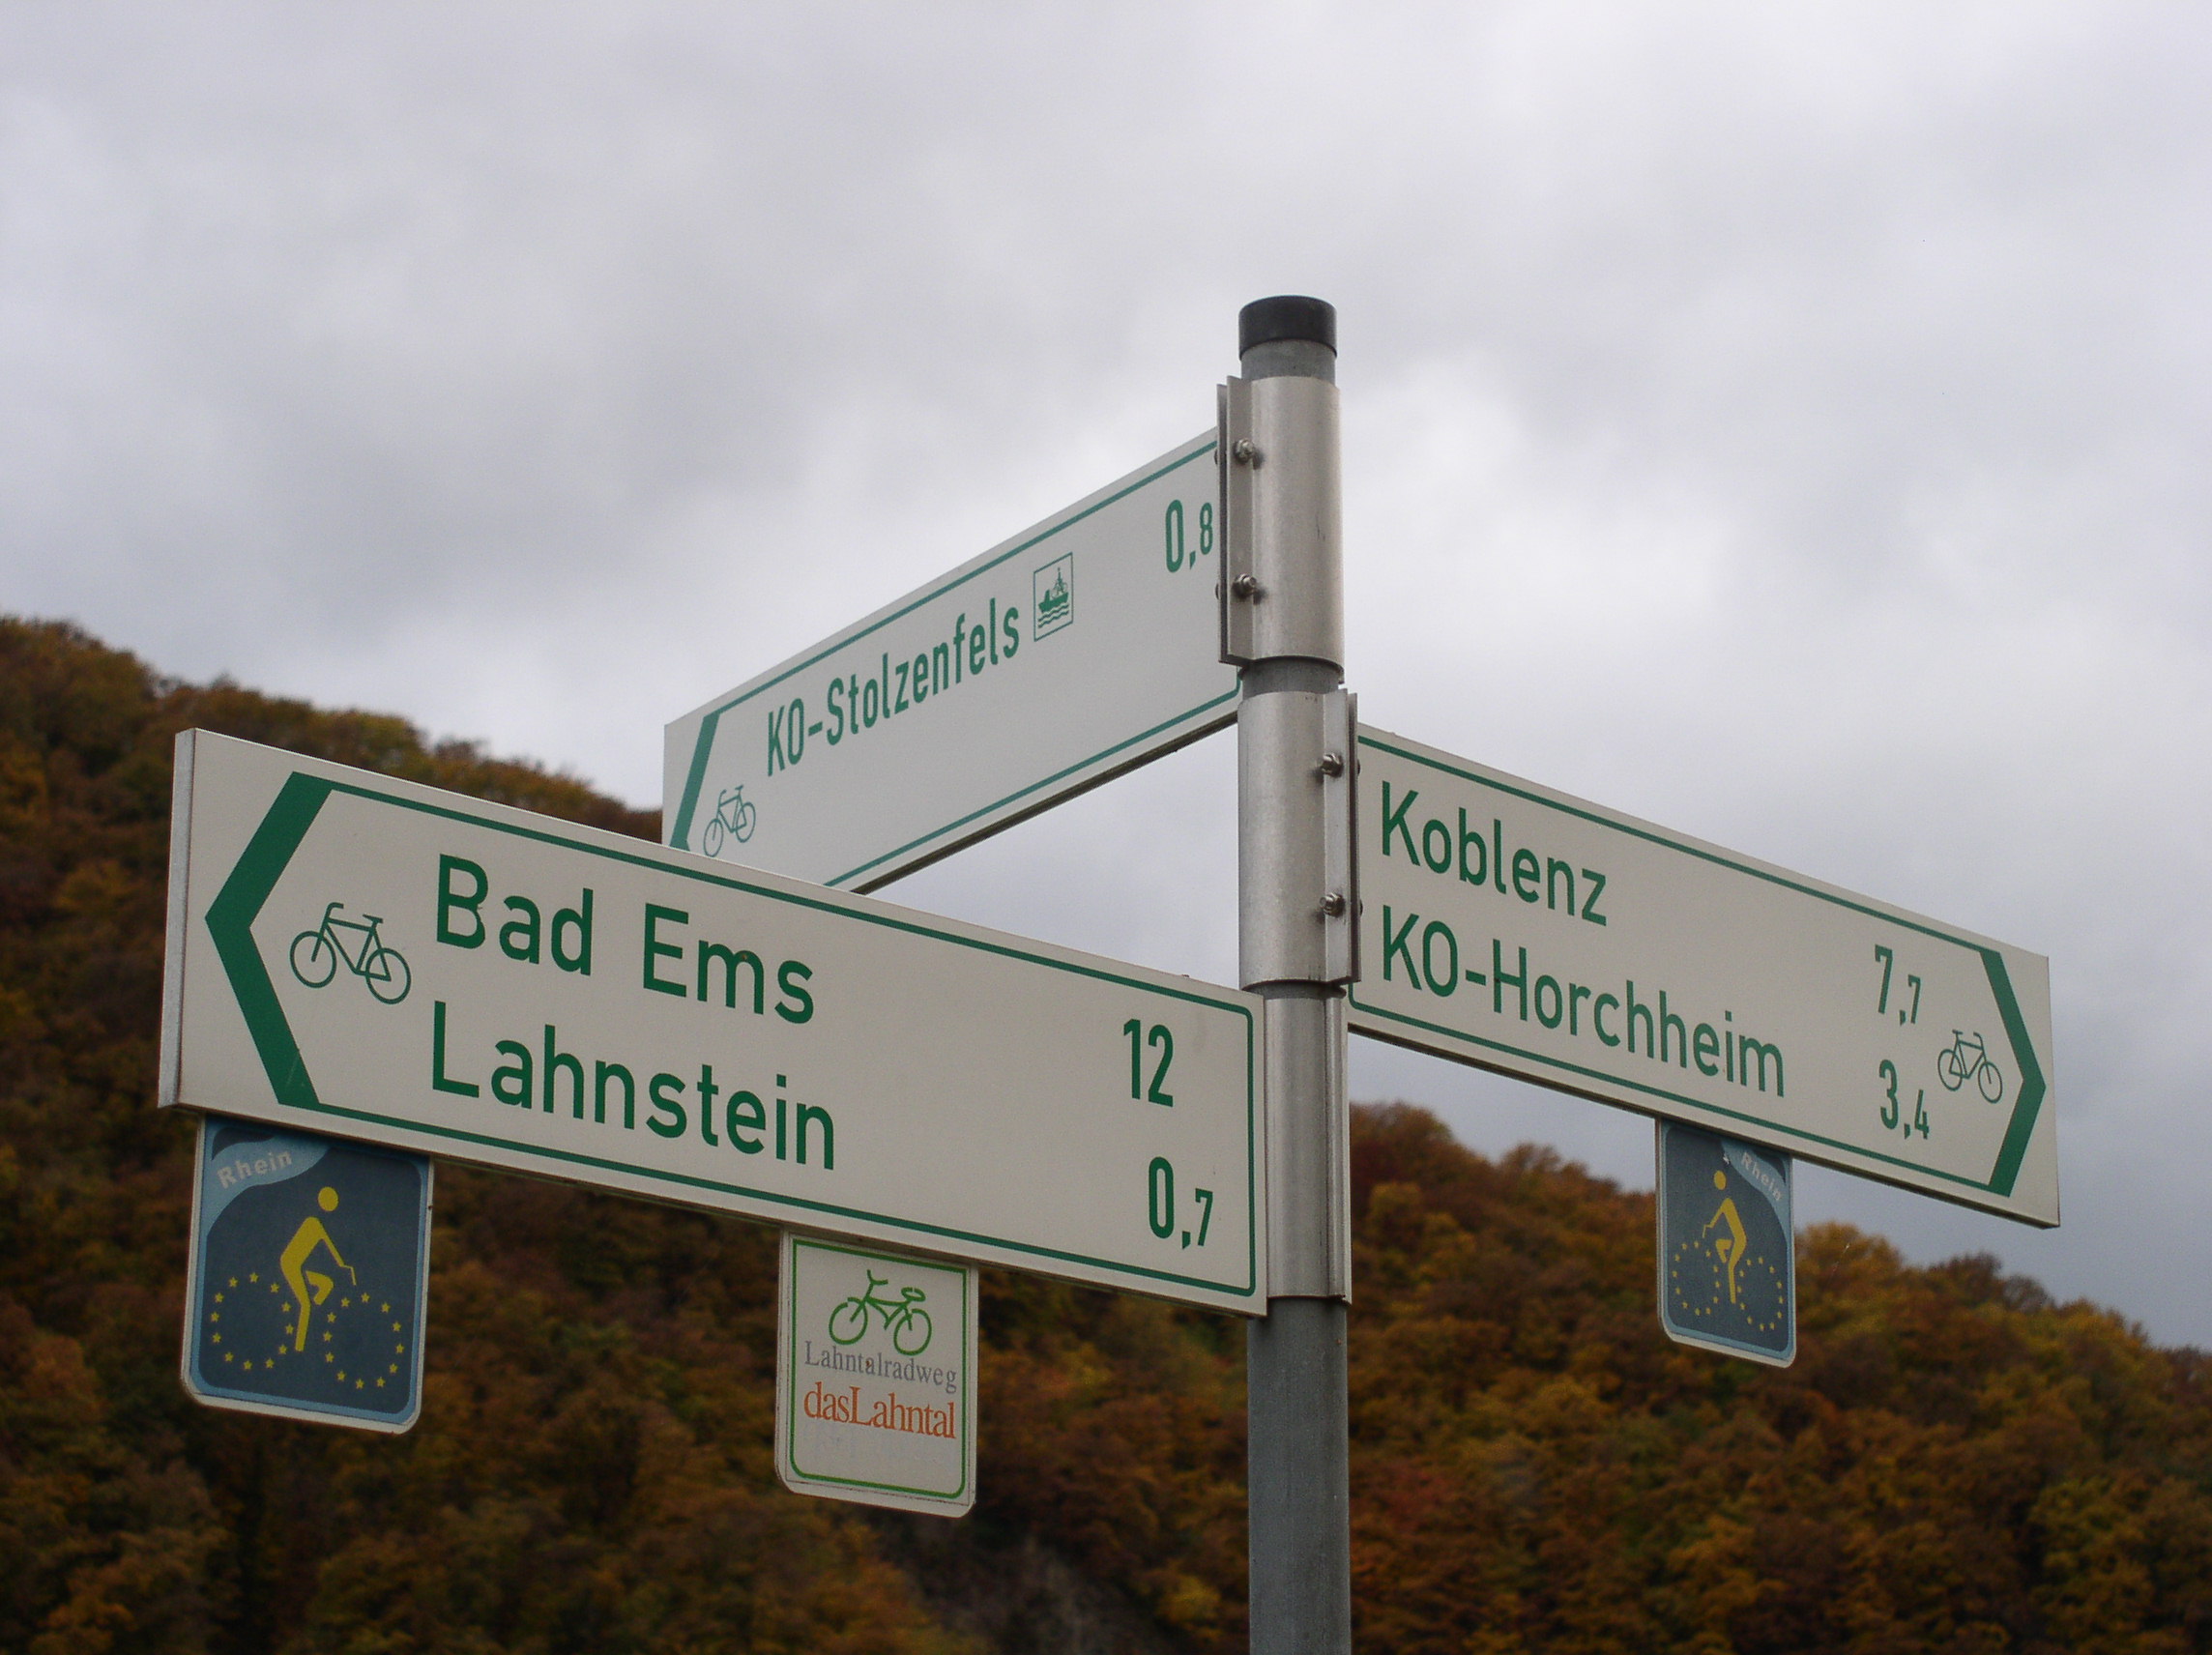 KO-Stolzenfels 0,8
Koblenz 7,7
KO-Horchheim 3,4
Bad Ems 12
Lahnstein 0,7
Rhein
Lahntalradweg
dasLahntal
Rhein